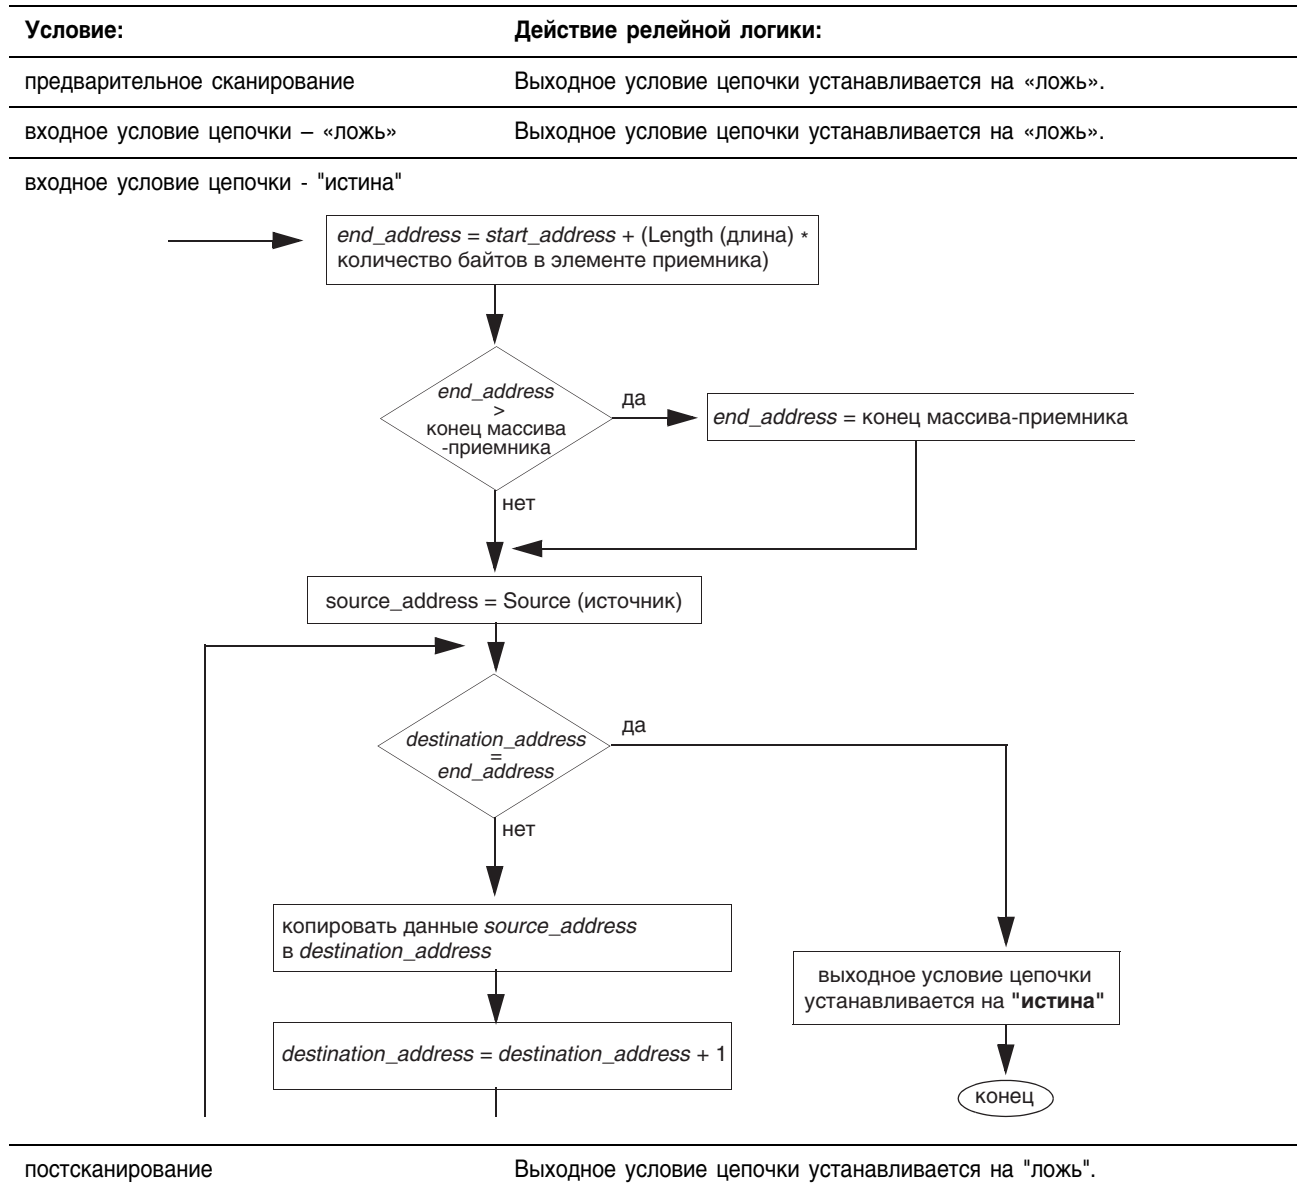 Условие: Действие релейной логики:
предварительное сканирование Выходное условие цепочки устанавливается на «ложь».
входное условие цепочки – «ложь» Выходное условие цепочки устанавливается на «ложь».
входное условие цепочки - "истина"
end_address = start_address + (Length (длина) *
количество байтов в элементе приемника)
end_address
>
конец массива
-приемника
да
end_address = конец массива-приемника
нет
source_address = Source (источник)
destination_address
=
end_address
да
нет
копировать данные source_address
в destination_address
выходное условие цепочки
устанавливается на "истина"
destination_address = destination_address + 1
конец
постсканирование Выходное условие цепочки устанавливается на "ложь".